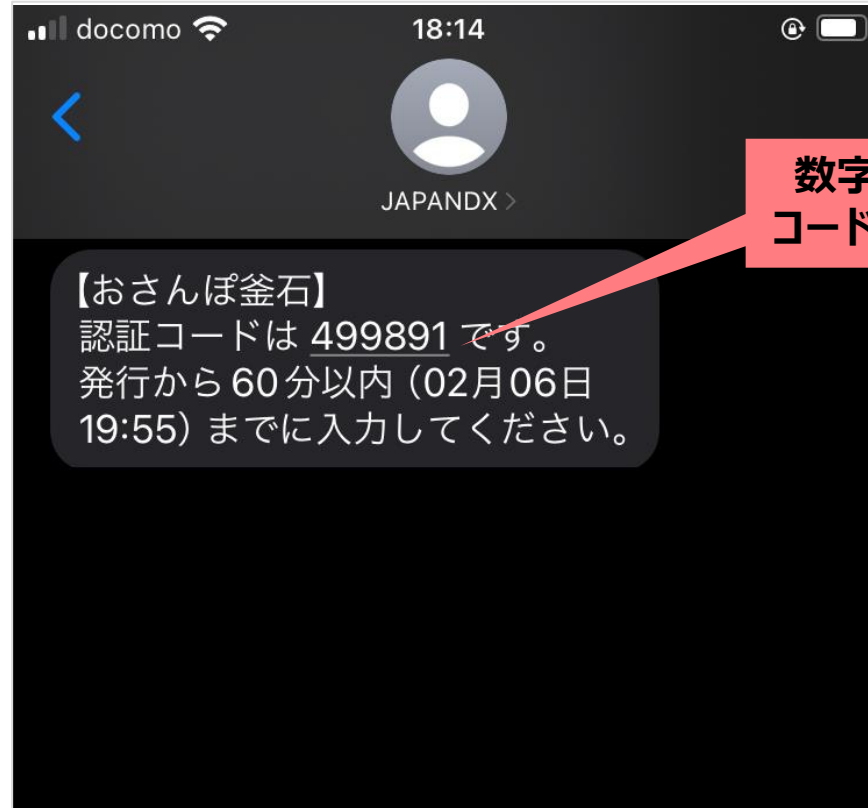 docomo
18:14
JAPANDX
数字
コード
【おさんぽ釜石】
認証コードは 499891 です。
発行から60分以内（02月06日
19:55）までに入力してください。